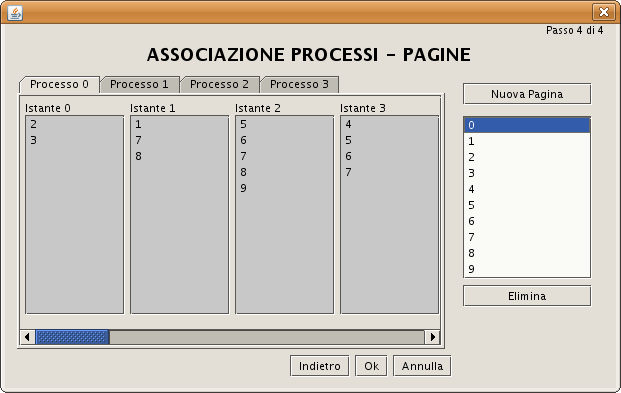 Passo 4 di 4
ASSOCIAZIONE PROCESSI - PAGINE
Processo 0 Processo 1 Processo 2 Processo 3
Istante 0 Istante 1 Istante 2 Istante 3
2 1 5 4
3 7 6 5
8 7 6
8 7
9
Nuova Pagina
0
1
2
3
4
5
6
7
8
9
Elimina
Indietro Ok Annulla